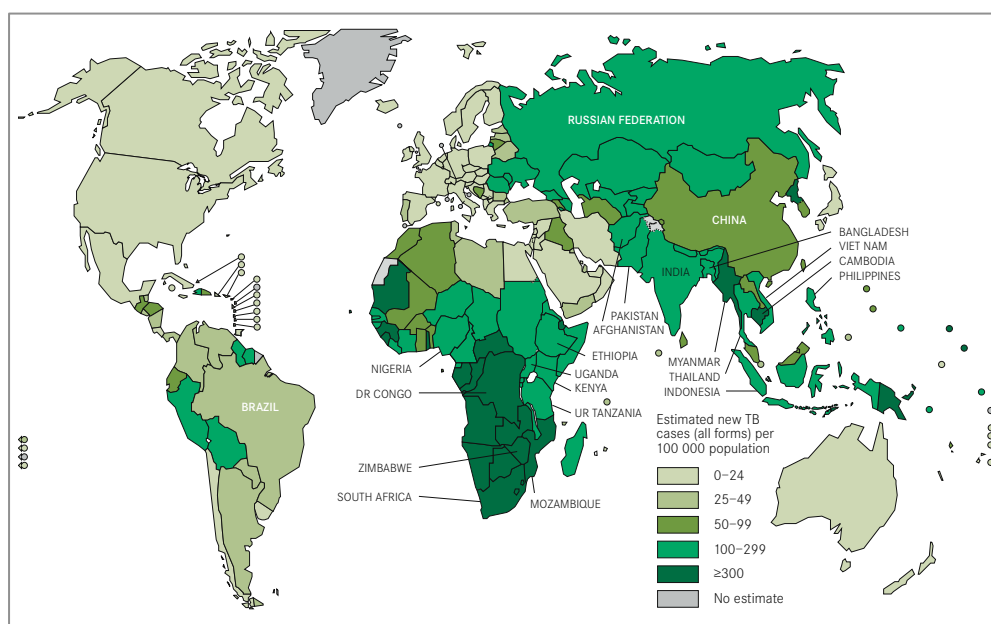 RUSSIAN FEDERATION
CHINA
BANGLADESH
VIET NAM
CAMBODIA
PHILIPPINES
INDIA
PAKISTAN
AFGHANISTAN
NIGERIA
ETHIOPIA
UGANDA
KENYA
DR CONGO
UR TANZANIA
MYANMAR
THAILAND
INDONESIA
BRAZIL
ZIMBABWE
SOUTH AFRICA
MOZAMBIQUE
Estimated new TB
cases (all forms) per
100 000 population
0–24
25–49
50–99
100–299
≥300
No estimate